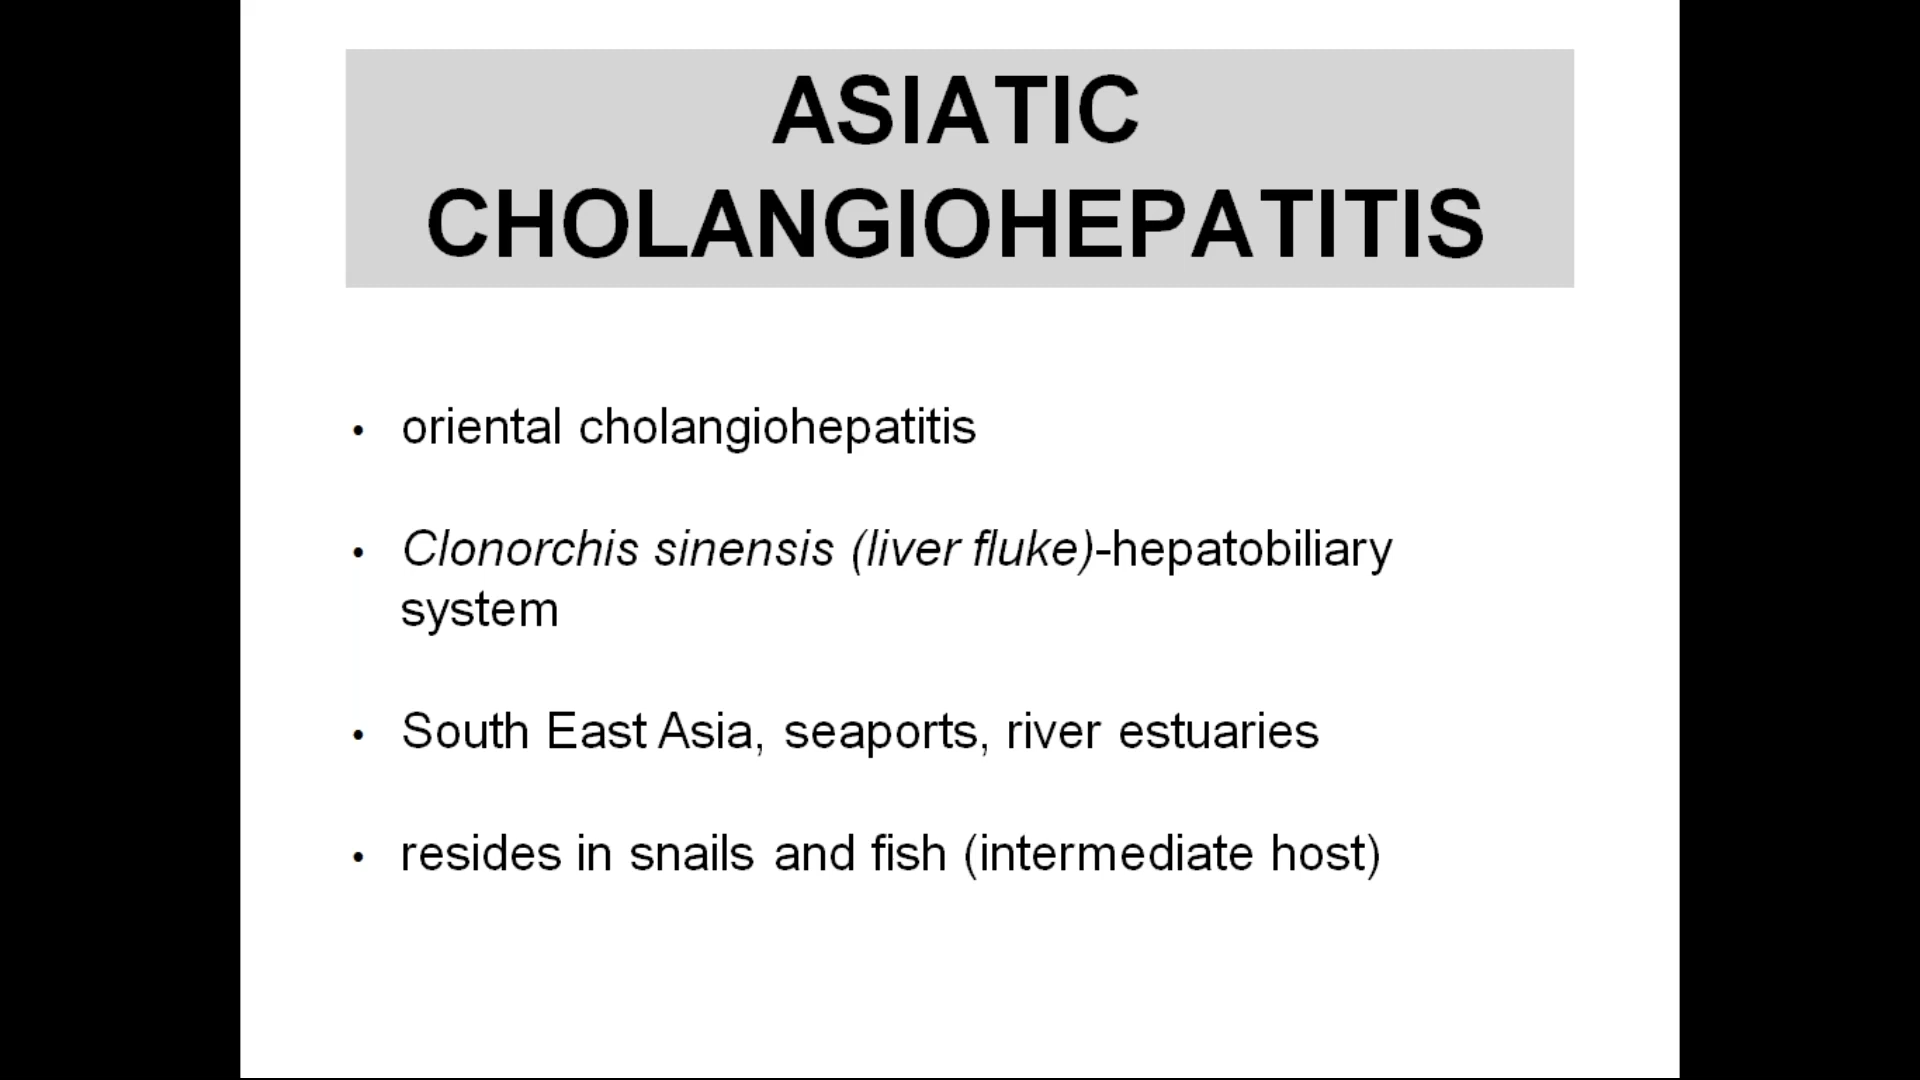 ASIATIC
CHOLANGIOHEPATITIS
• oriental cholangiohepatitis
• Clonorchis sinensis (liver fluke)-hepatobiliary
system
• South East Asia, seaports, river estuaries
• resides in snails and fish (intermediate host)